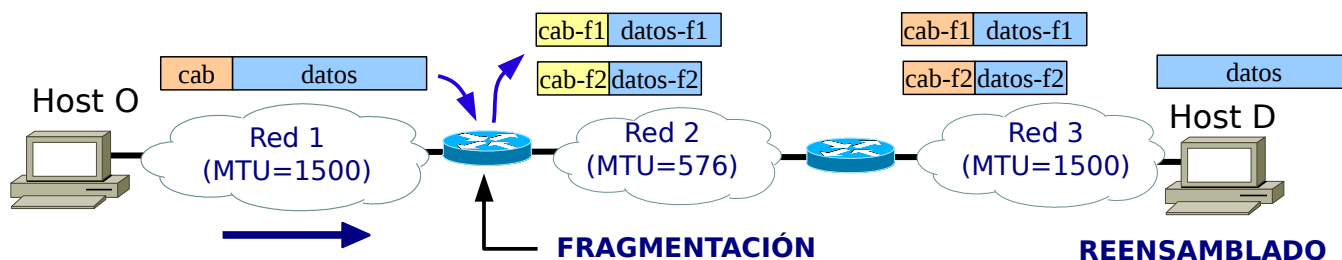 cab-f1 datos-f1
cab-f1 datos-f1
cab datos
cab-f2 datos-f2
cab-f2 datos-f2
datos
Host O
Host D
Red 1
(MTU=1500)
Red 2
(MTU=576)
Red 3
(MTU=1500)
FRAGMENTACIÓN
REENSAMBLADO